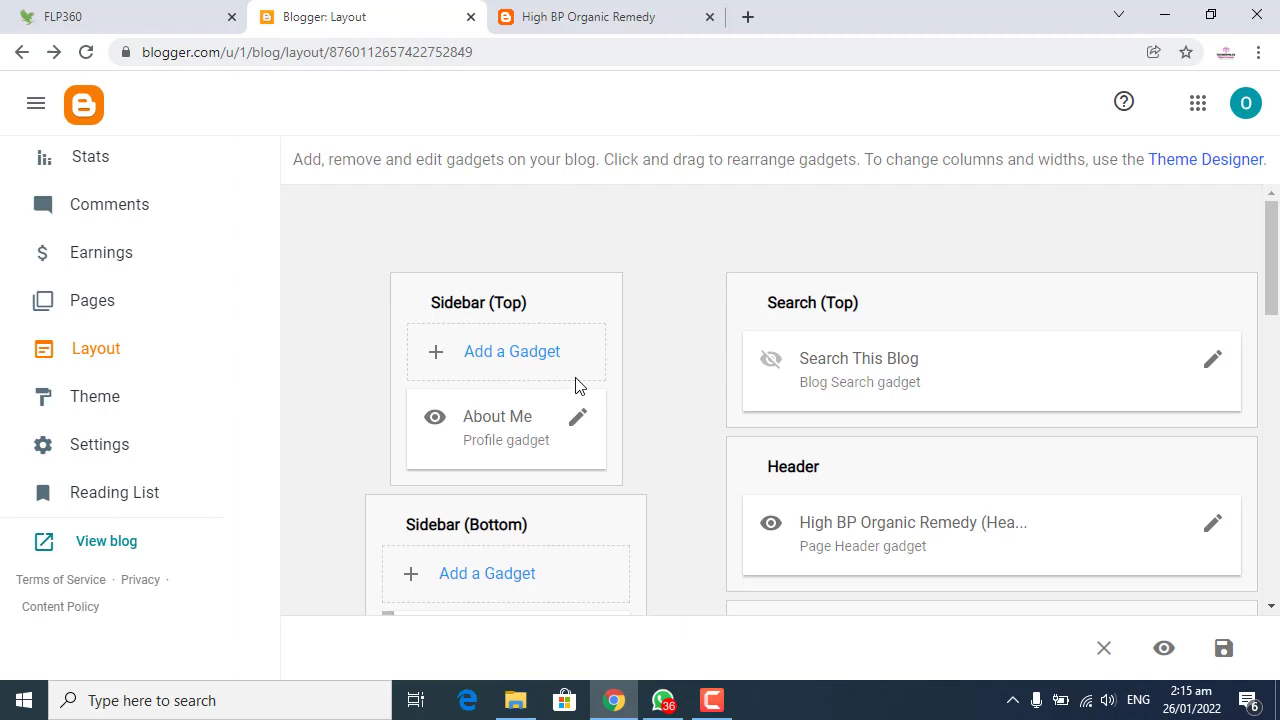 FLP360
Blogger: Layout
High BP Organic Remedy
blogger.com/u/1/blog/layout/8760112657422752849
O
Stats
Comments
Earnings
Pages
Layout
Theme
Settings
Reading List
View blog
Terms of Service · Privacy ·
Content Policy
Add, remove and edit gadgets on your blog. Click and drag to rearrange gadgets. To change columns and widths, use the Theme Designer.
Sidebar (Top)
Add a Gadget
About Me
Profile gadget
Sidebar (Bottom)
Add a Gadget
Search (Top)
Search This Blog
Blog Search gadget
Header
High BP Organic Remedy (Hea...
Page Header gadget
Type here to search
36
ENG
2:15 am
26/01/2022
6